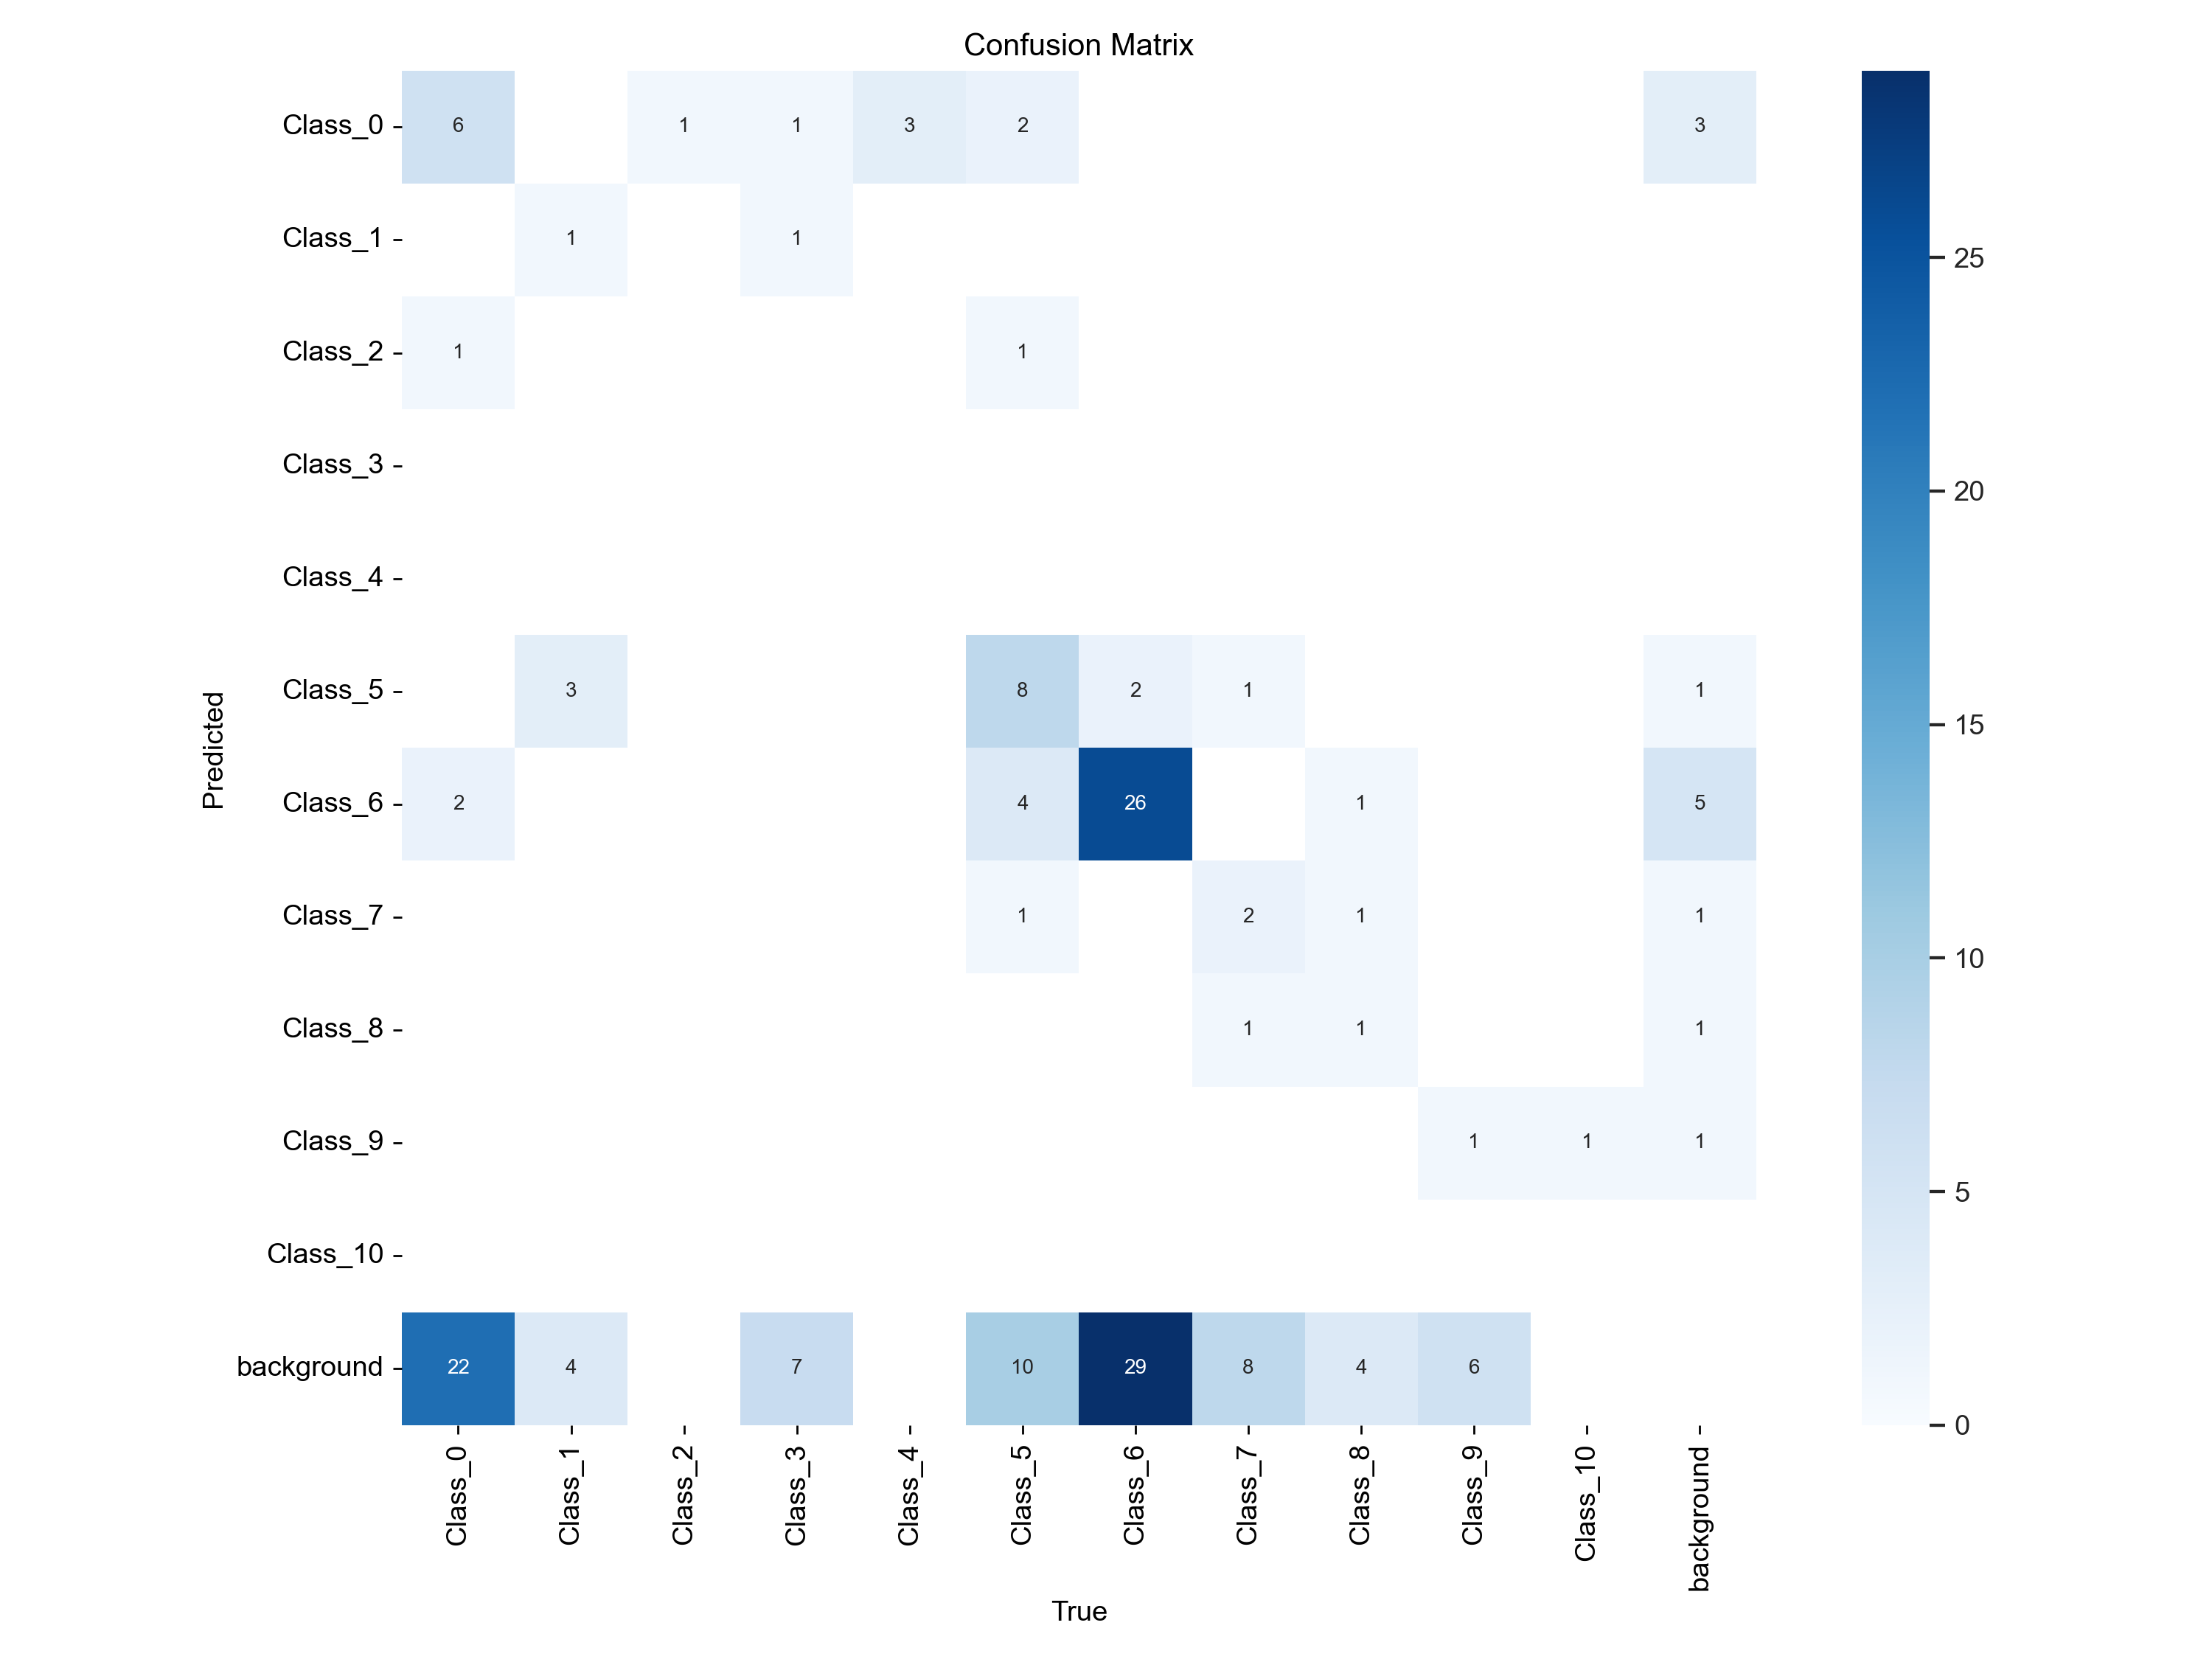 Confusion Matrix
Class_0 6 1 1 3 2 3
Class_1 1 1
Class_2 1 1
Class_3
Class_4
Class_5 3 8 2 1 1
Class_6 2 4 26 1 5
Class_7 1 2 1 1
Class_8 1 1 1
Class_9 1 1 1
Class_10
background 22 4 7 10 29 8 4 6
Predicted
Class_0 Class_1 Class_2 Class_3 Class_4 Class_5 Class_6 Class_7 Class_8 Class_9 Class_10 background
True
25
20
15
10
5
0